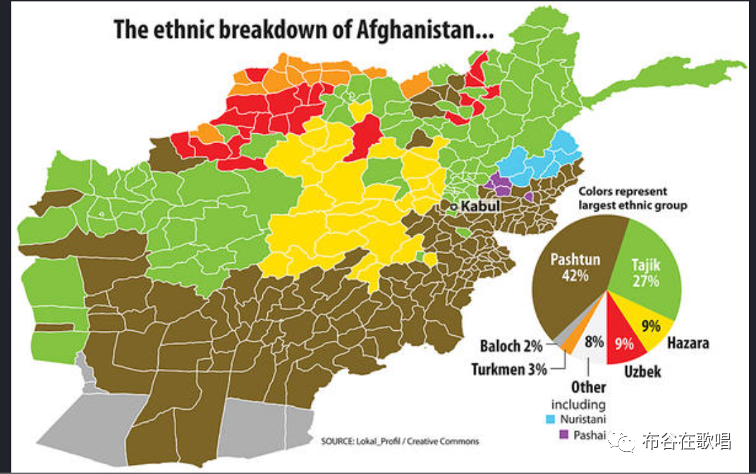 The ethnic breakdown of Afghanistan...
Kabul
Colors represent
largest ethnic group
Pashtun
42%
Tajik
27%
9%
Hazara
9%
Uzbek
8%
Other
including
Nuristani
Pashai
Baloch 2%
Turkmen 3%
SOURCE: Lokal_Profil / Creative Commons
布谷在歌唱